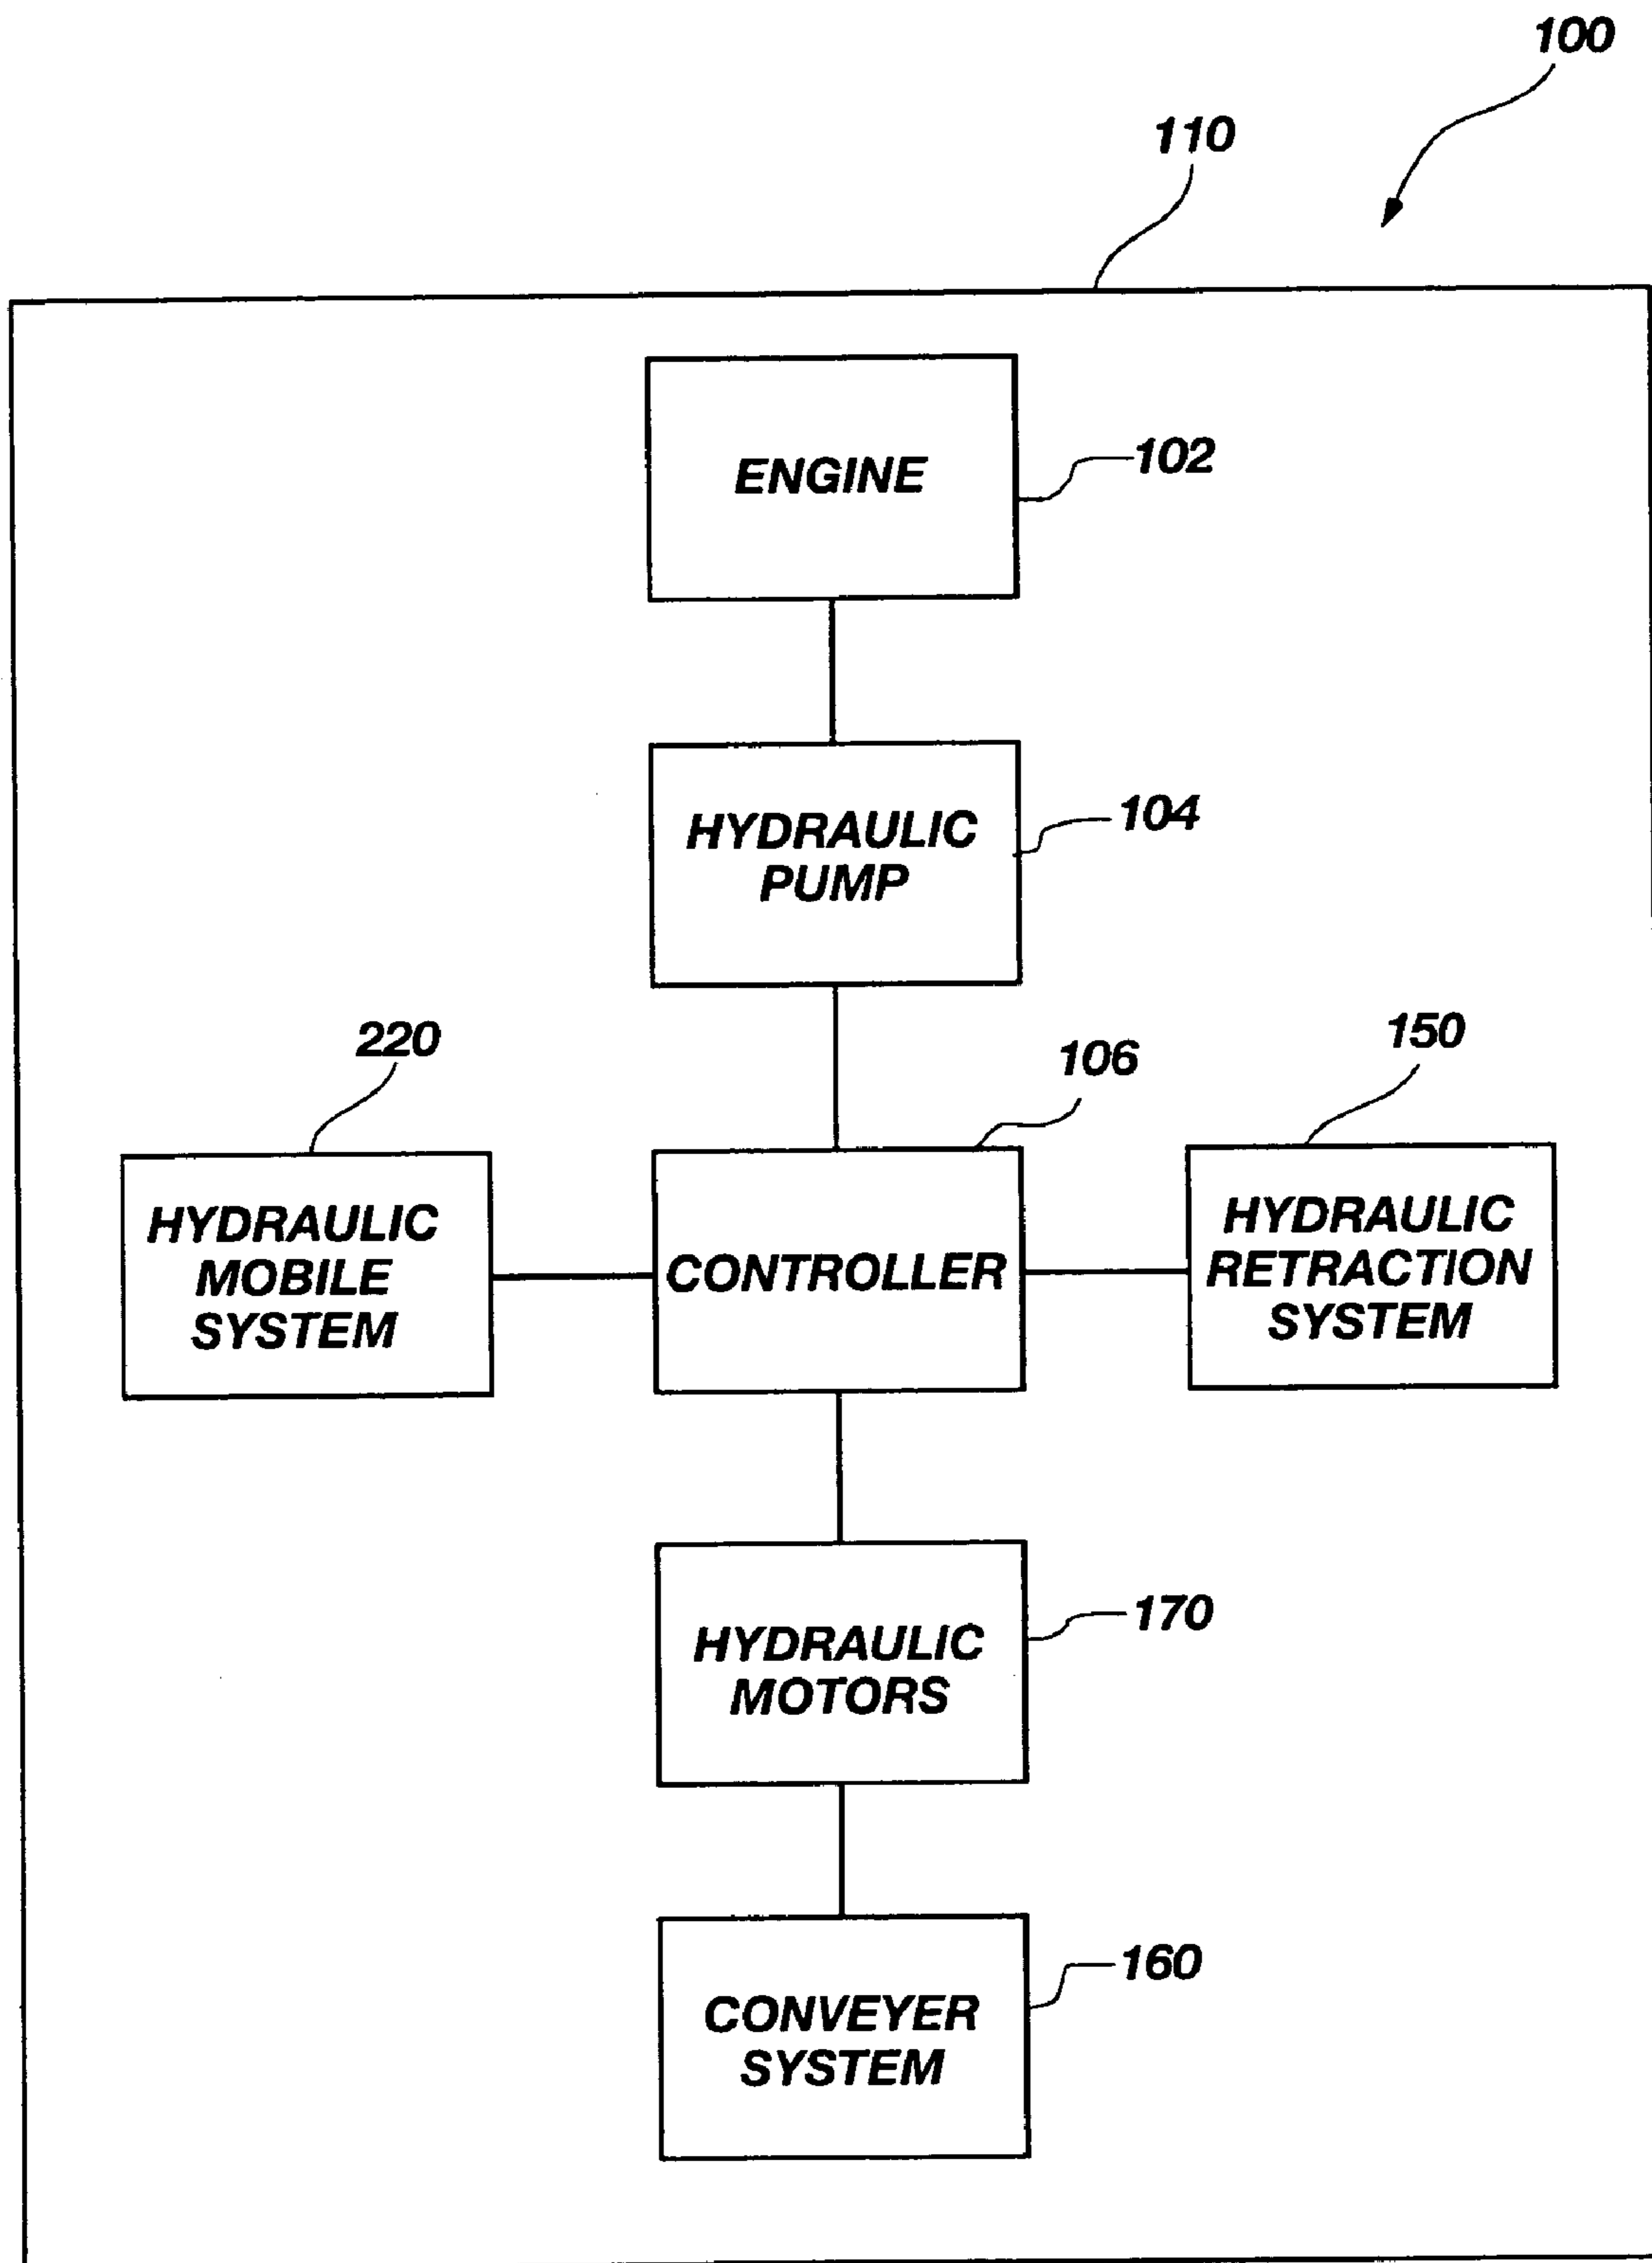 100
110
ENGINE
102
HYDRAULIC
PUMP
104
220
106
150
HYDRAULIC
MOBILE
SYSTEM
CONTROLLER
HYDRAULIC
RETRACTION
SYSTEM
HYDRAULIC
MOTORS
170
CONVEYER
SYSTEM
160